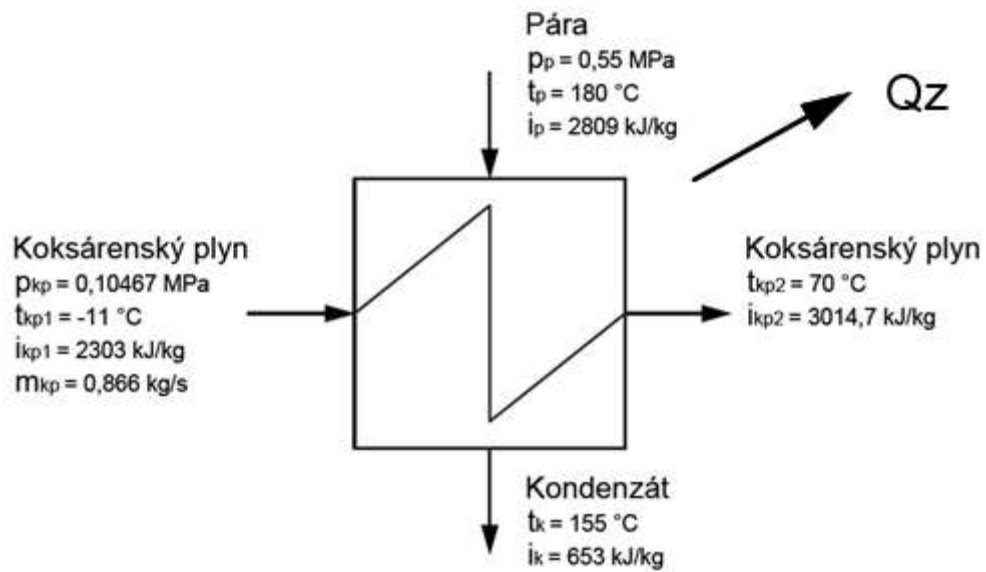 Pára
pp = 0,55 MPa
tp = 180 °C
ip = 2809 kJ/kg
Qz
Koksárenský plyn
pkp = 0,10467 MPa
tkp1 = -11 °C
ikp1 = 2303 kJ/kg
mkp = 0,866 kg/s
Koksárenský plyn
tkp2 = 70 °C
ikp2 = 3014,7 kJ/kg
Kondenzát
tk = 155 °C
ik = 653 kJ/kg